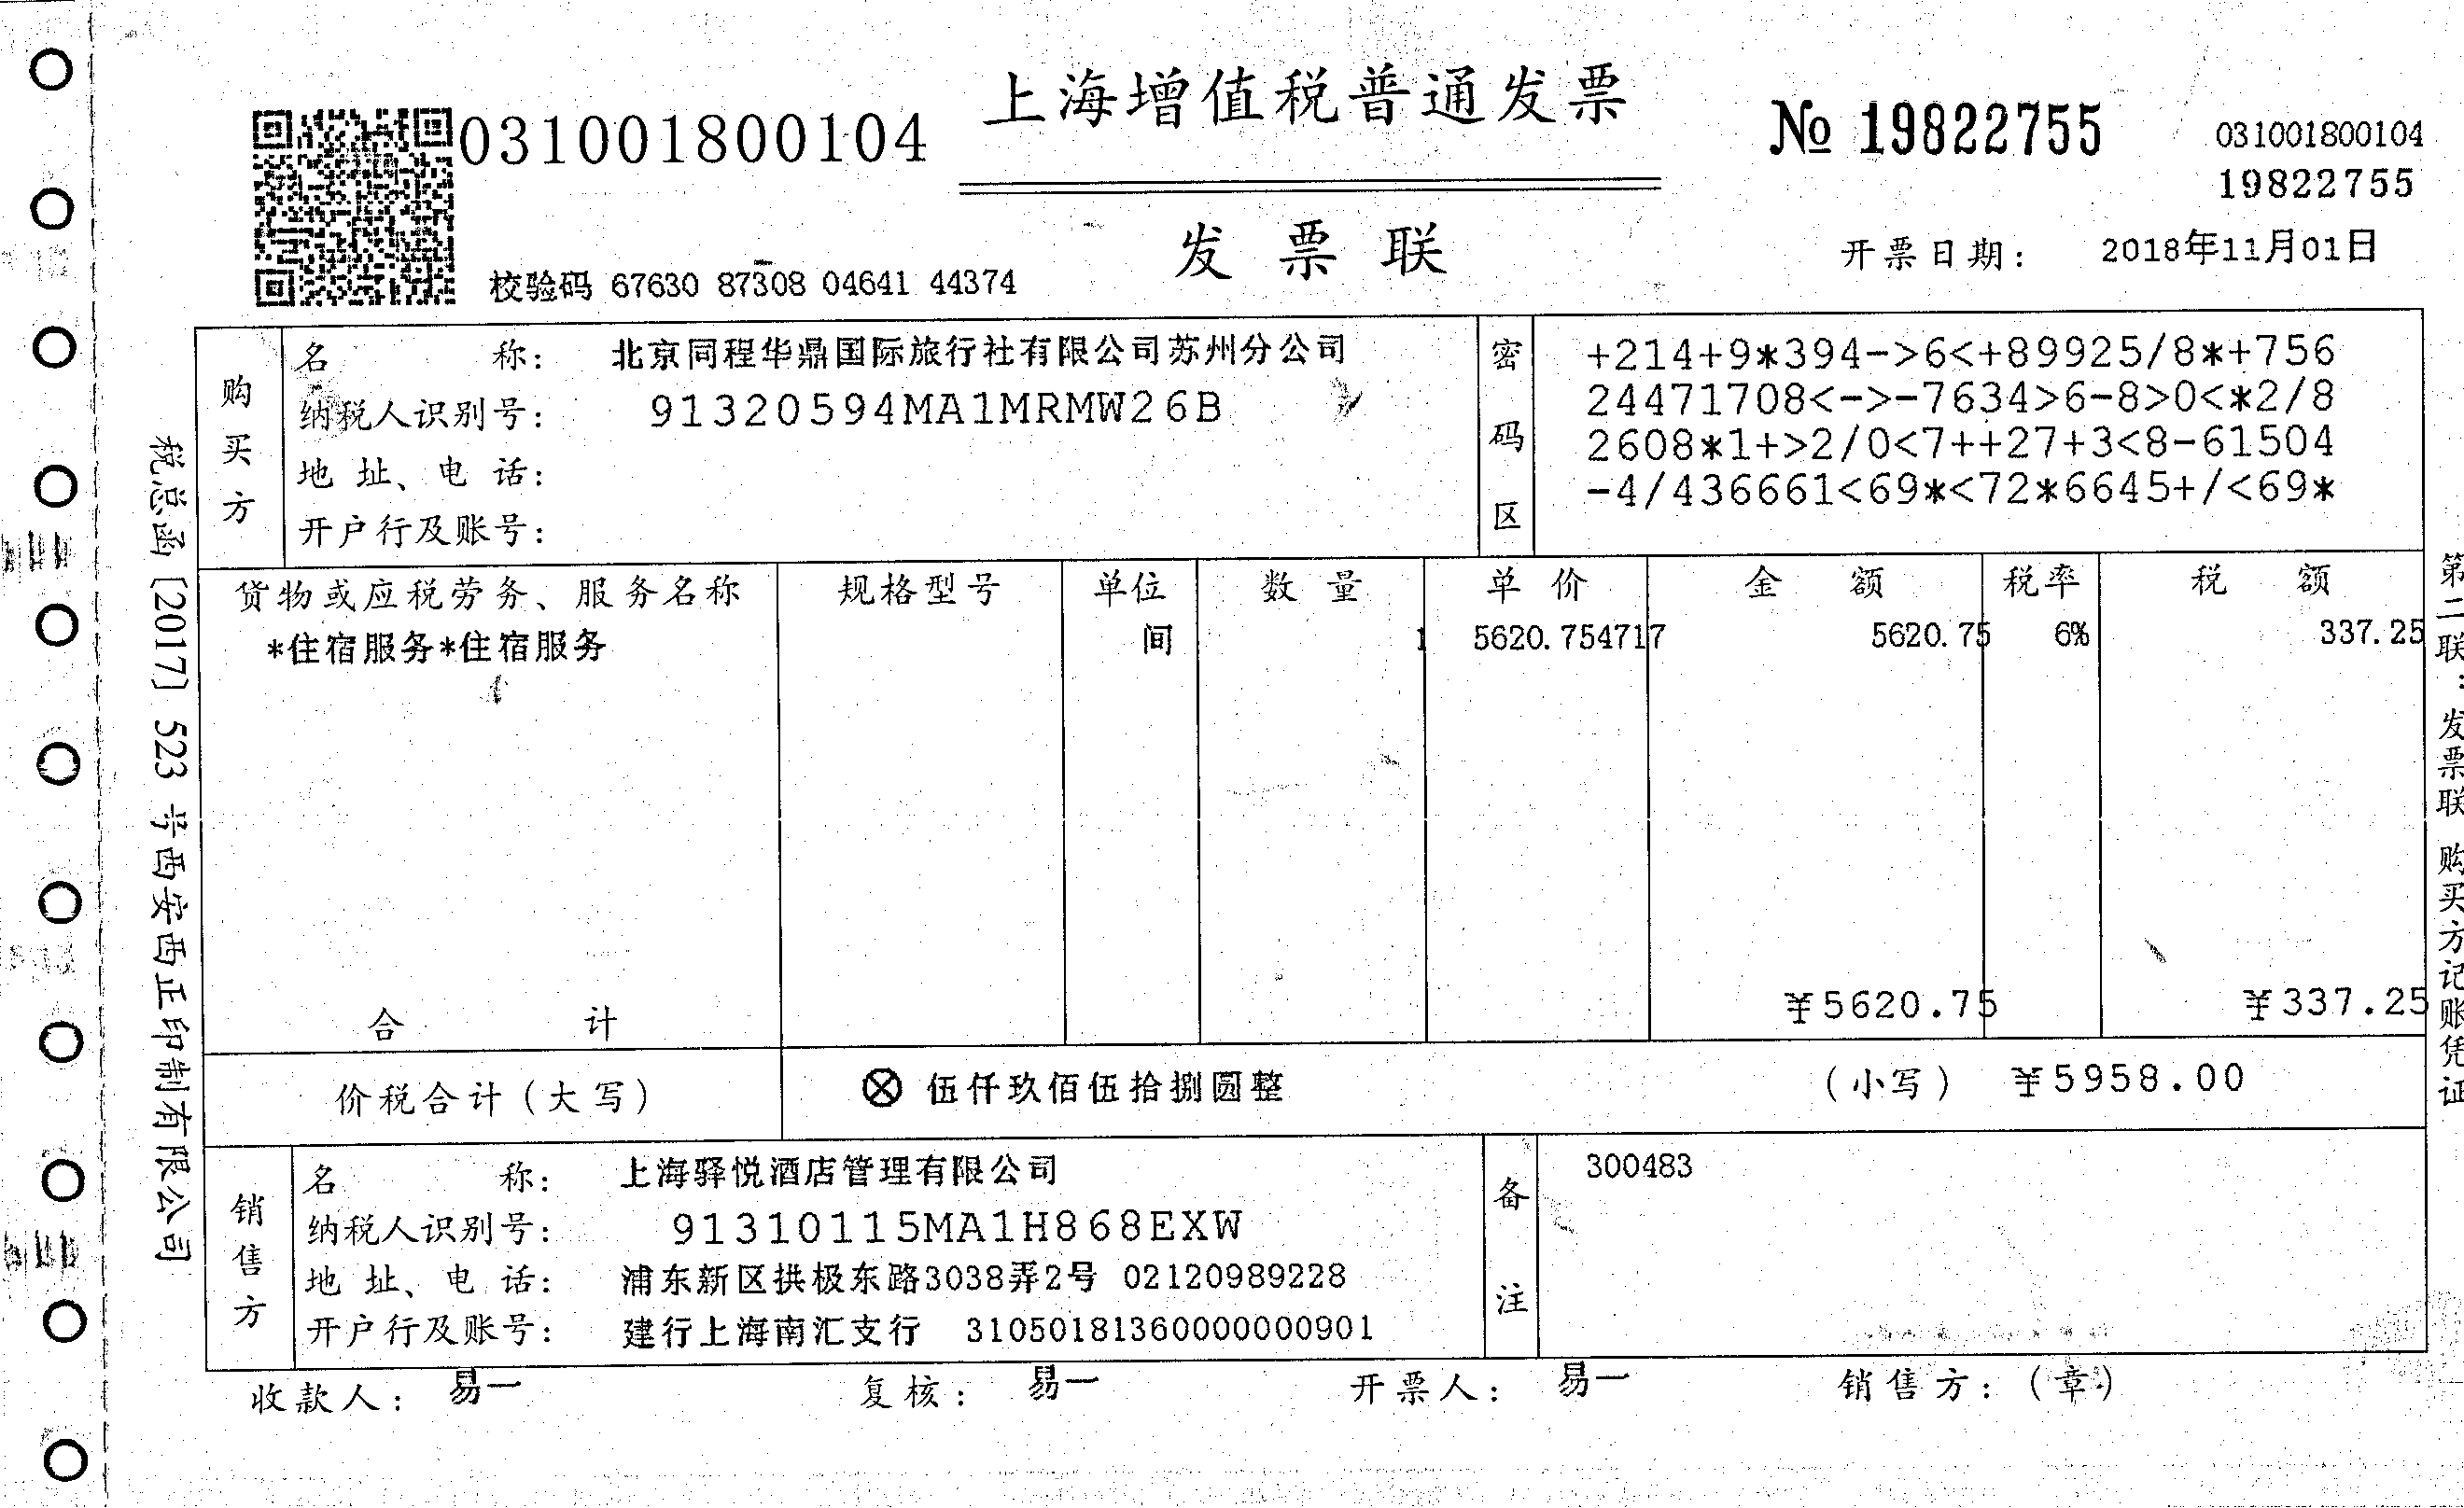 上海增值税普通发票
031001800104
№ 19822755
031001800104
19822755
发票联
校验码 67630 87308 04641 44374
开票日期: 2018年11月01日
购买方
名称: 北京同程华鼎国际旅行社有限公司苏州分公司
纳税人识别号: 91320594MA1MRMW26B
地址、电话:
开户行及账号:
密码区
+214+9*394->6<+89925/8*+756
24471708<->-7634>6-8>0<*2/8
2608*1+>2/0<7++27+3<8-61504
-4/436661<69*<72*6645+/<69*
货物或应税劳务、服务名称 规格型号 单位 数量 单价 金额 税率 税额
*住宿服务*住宿服务 间 1 5620.754717 5620.75 6% 337.25
合计 ¥5620.75 ¥337.25
价税合计(大写) ⊗ 伍仟玖佰伍拾捌圆整 (小写) ¥5958.00
销售方
名称: 上海驿悦酒店管理有限公司
纳税人识别号: 91310115MA1H868EXW
地址、电话: 浦东新区拱极东路3038弄2号 02120989228
开户行及账号: 建行上海南汇支行 31050181360000000901
备注
300483
收款人: 易一 复核: 易一 开票人: 易一 销售方:(章)
税总函[2017]523号西安西正印制有限公司
第二联:发票联 购买方记账凭证